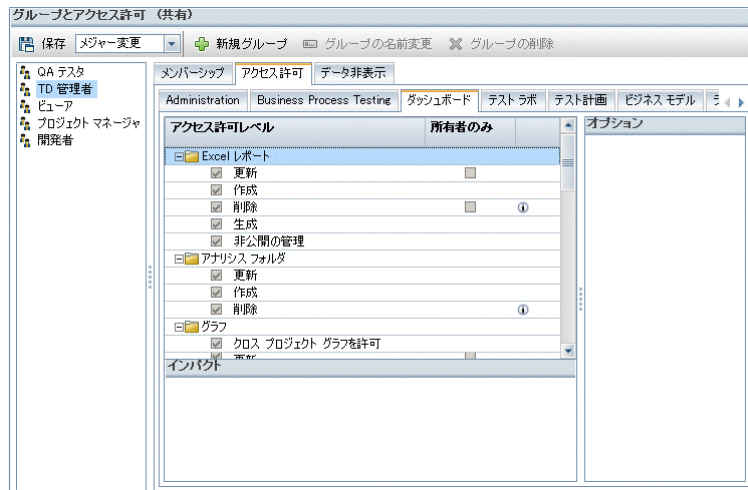 グループとアクセス許可 (共有)
保存 メジャー変更 新規グループ グループの名前変更 グループの削除
QA テスタ
TD 管理者
ビューア
プロジェクト マネージャ
開発者
メンバーシップ アクセス許可 データ非表示
Administration Business Process Testing ダッシュボード テスト ラボ テスト計画 ビジネス モデル
アクセス許可レベル 所有者のみ
Excel レポート
更新
作成
削除
生成
非公開の管理
アナリシス フォルダ
更新
作成
削除
グラフ
クロス プロジェクト グラフを許可
更新
インパクト
オプション